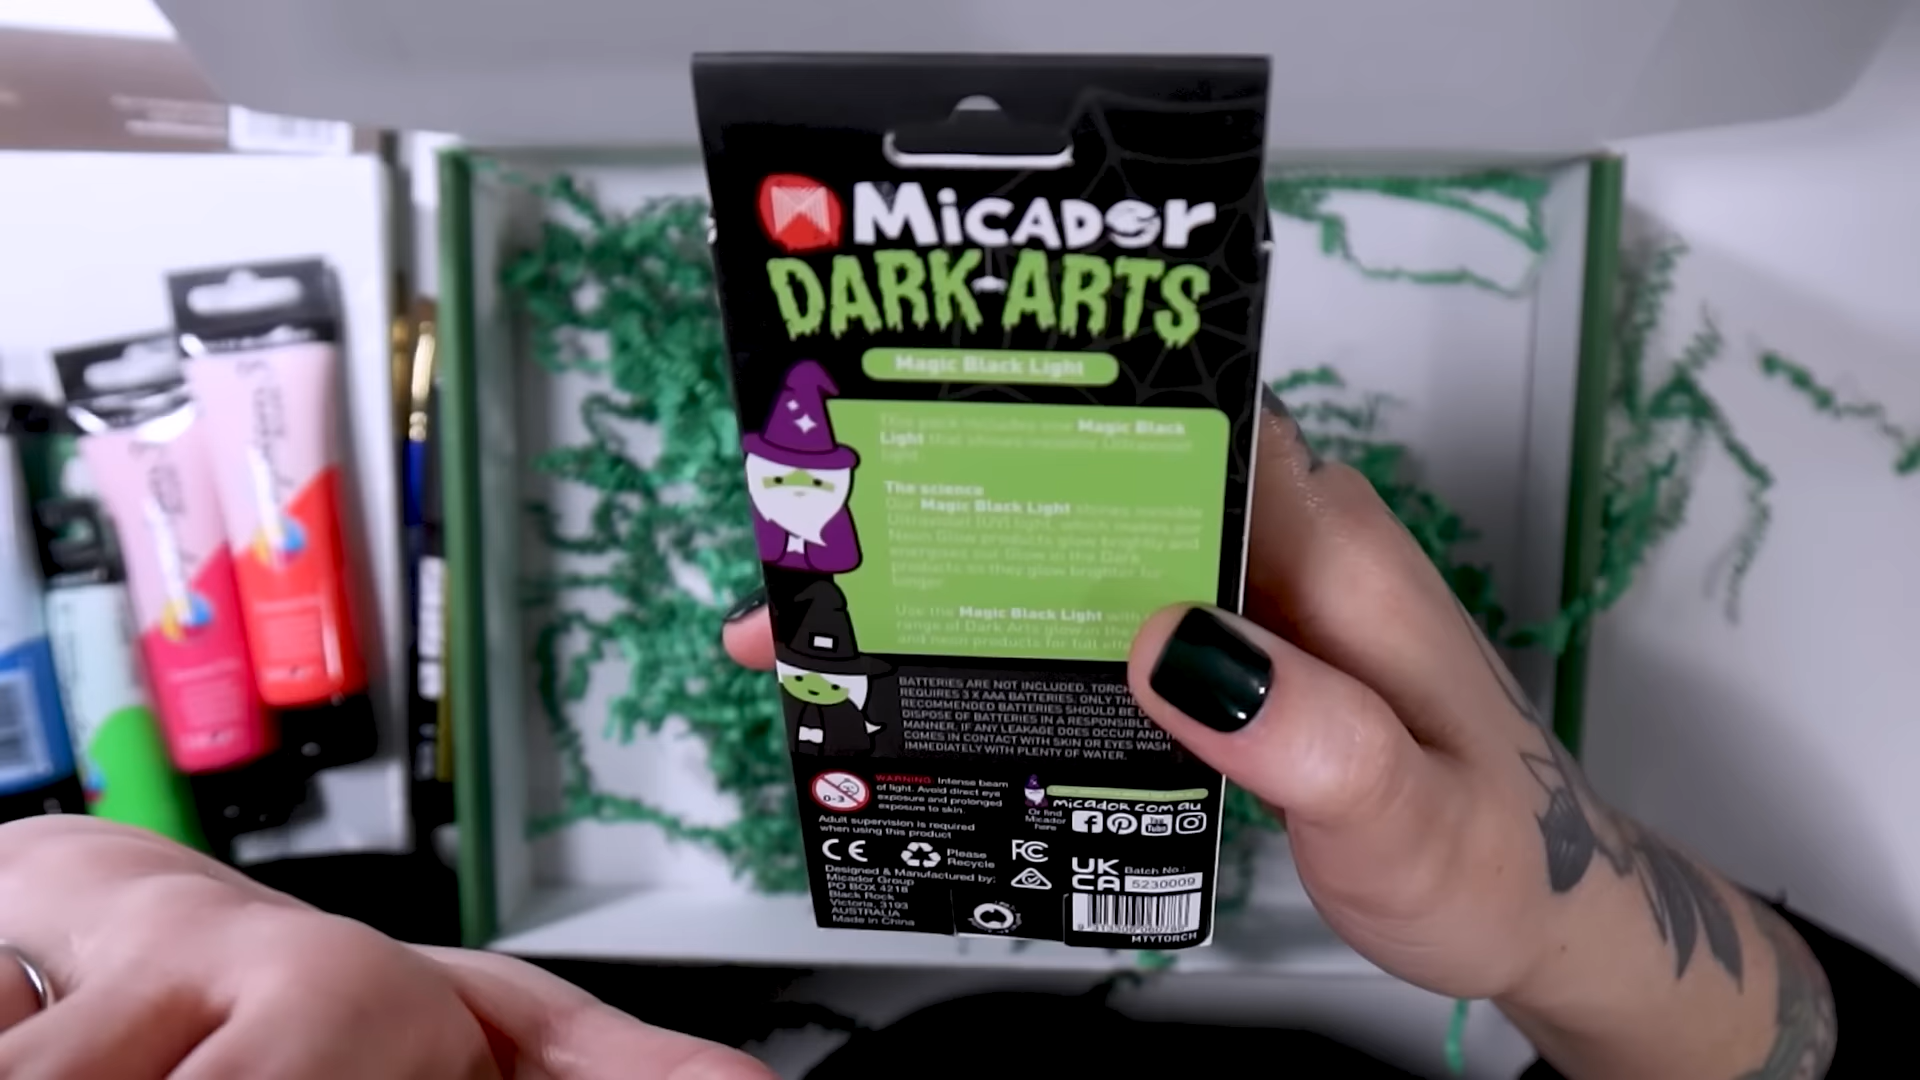 Micador
DARK ARTS
Magic Black Light
This pack includes one Magic Black
Light that shines invisible Ultraviolet
light.
The science
Our Magic Black Light shines invisible
Ultraviolet (UV) light, which makes our
Neon Glow products glow brightly and
energises our Glow in the Dark
products so they glow brighter for
longer.
Use the Magic Black Light with
range of Dark Arts glow in the
and neon products for full
BATTERIES ARE NOT INCLUDED. TORCH
REQUIRES 3 X AAA BATTERIES. ONLY THE
RECOMMENDED BATTERIES SHOULD BE
DISPOSE OF BATTERIES IN A RESPONSIBLE
MANNER. IF ANY LEAKAGE DOES OCCUR AND
COMES IN CONTACT WITH SKIN OR EYES WASH
IMMEDIATELY WITH PLENTY OF WATER.
0-3
WARNING. Intense beam
of light. Avoid direct eye
exposure and prolonged
exposure to skin.
Adult supervision is required
when using this product
CE
Please
Recycle
FC
Designed & Manufactured by:
Micador Group
PO BOX 4218
Black Rock
Victoria, 3193
AUSTRALIA
Made in China
micador.com.au
Or find
Micador
here
You
Tube
UK
CA
Batch No.:
5230009
MTYTORCH